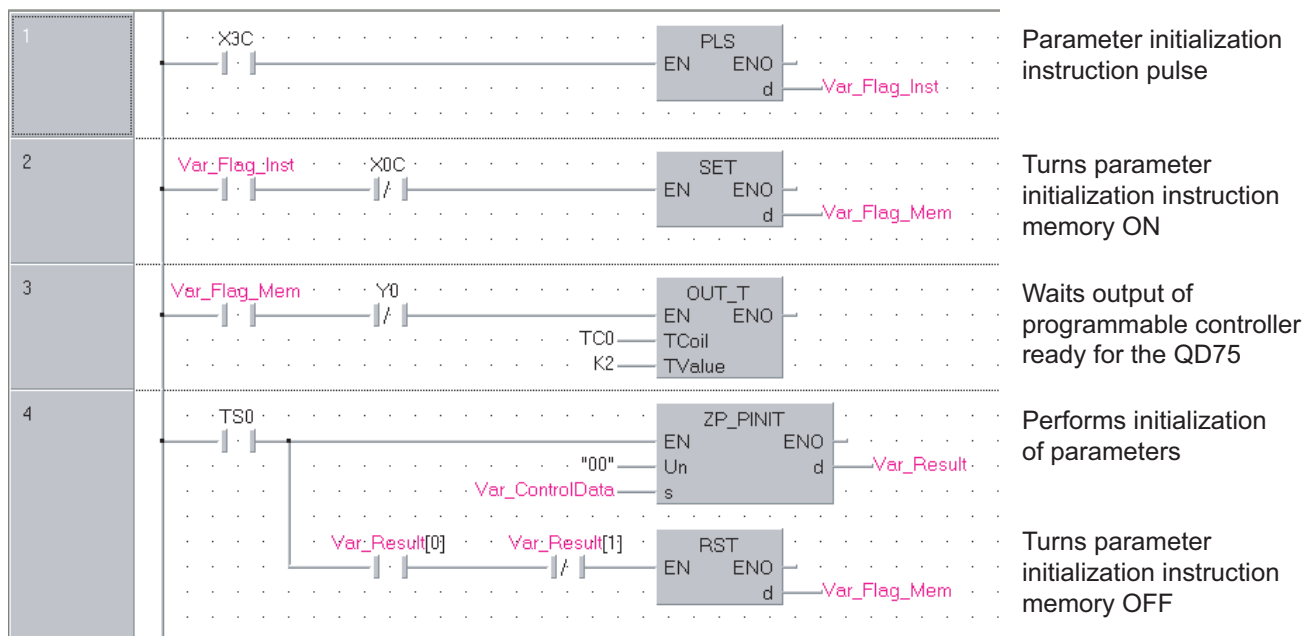 1
X3C
PLS
EN ENO
d Var_Flag_Inst
Parameter initialization
instruction pulse
2
Var_Flag_Inst X0C
SET
EN ENO
d Var_Flag_Mem
Turns parameter
initialization instruction
memory ON
3
Var_Flag_Mem Y0
OUT_T
EN ENO
TC0 TCoil
K2 TValue
Waits output of
programmable controller
ready for the QD75
4
TS0
ZP_PINIT
EN ENO
"00" Un d Var_Result
Var_ControlData s
Performs initialization
of parameters
Var_Result[0] Var_Result[1]
RST
EN ENO
d Var_Flag_Mem
Turns parameter
initialization instruction
memory OFF